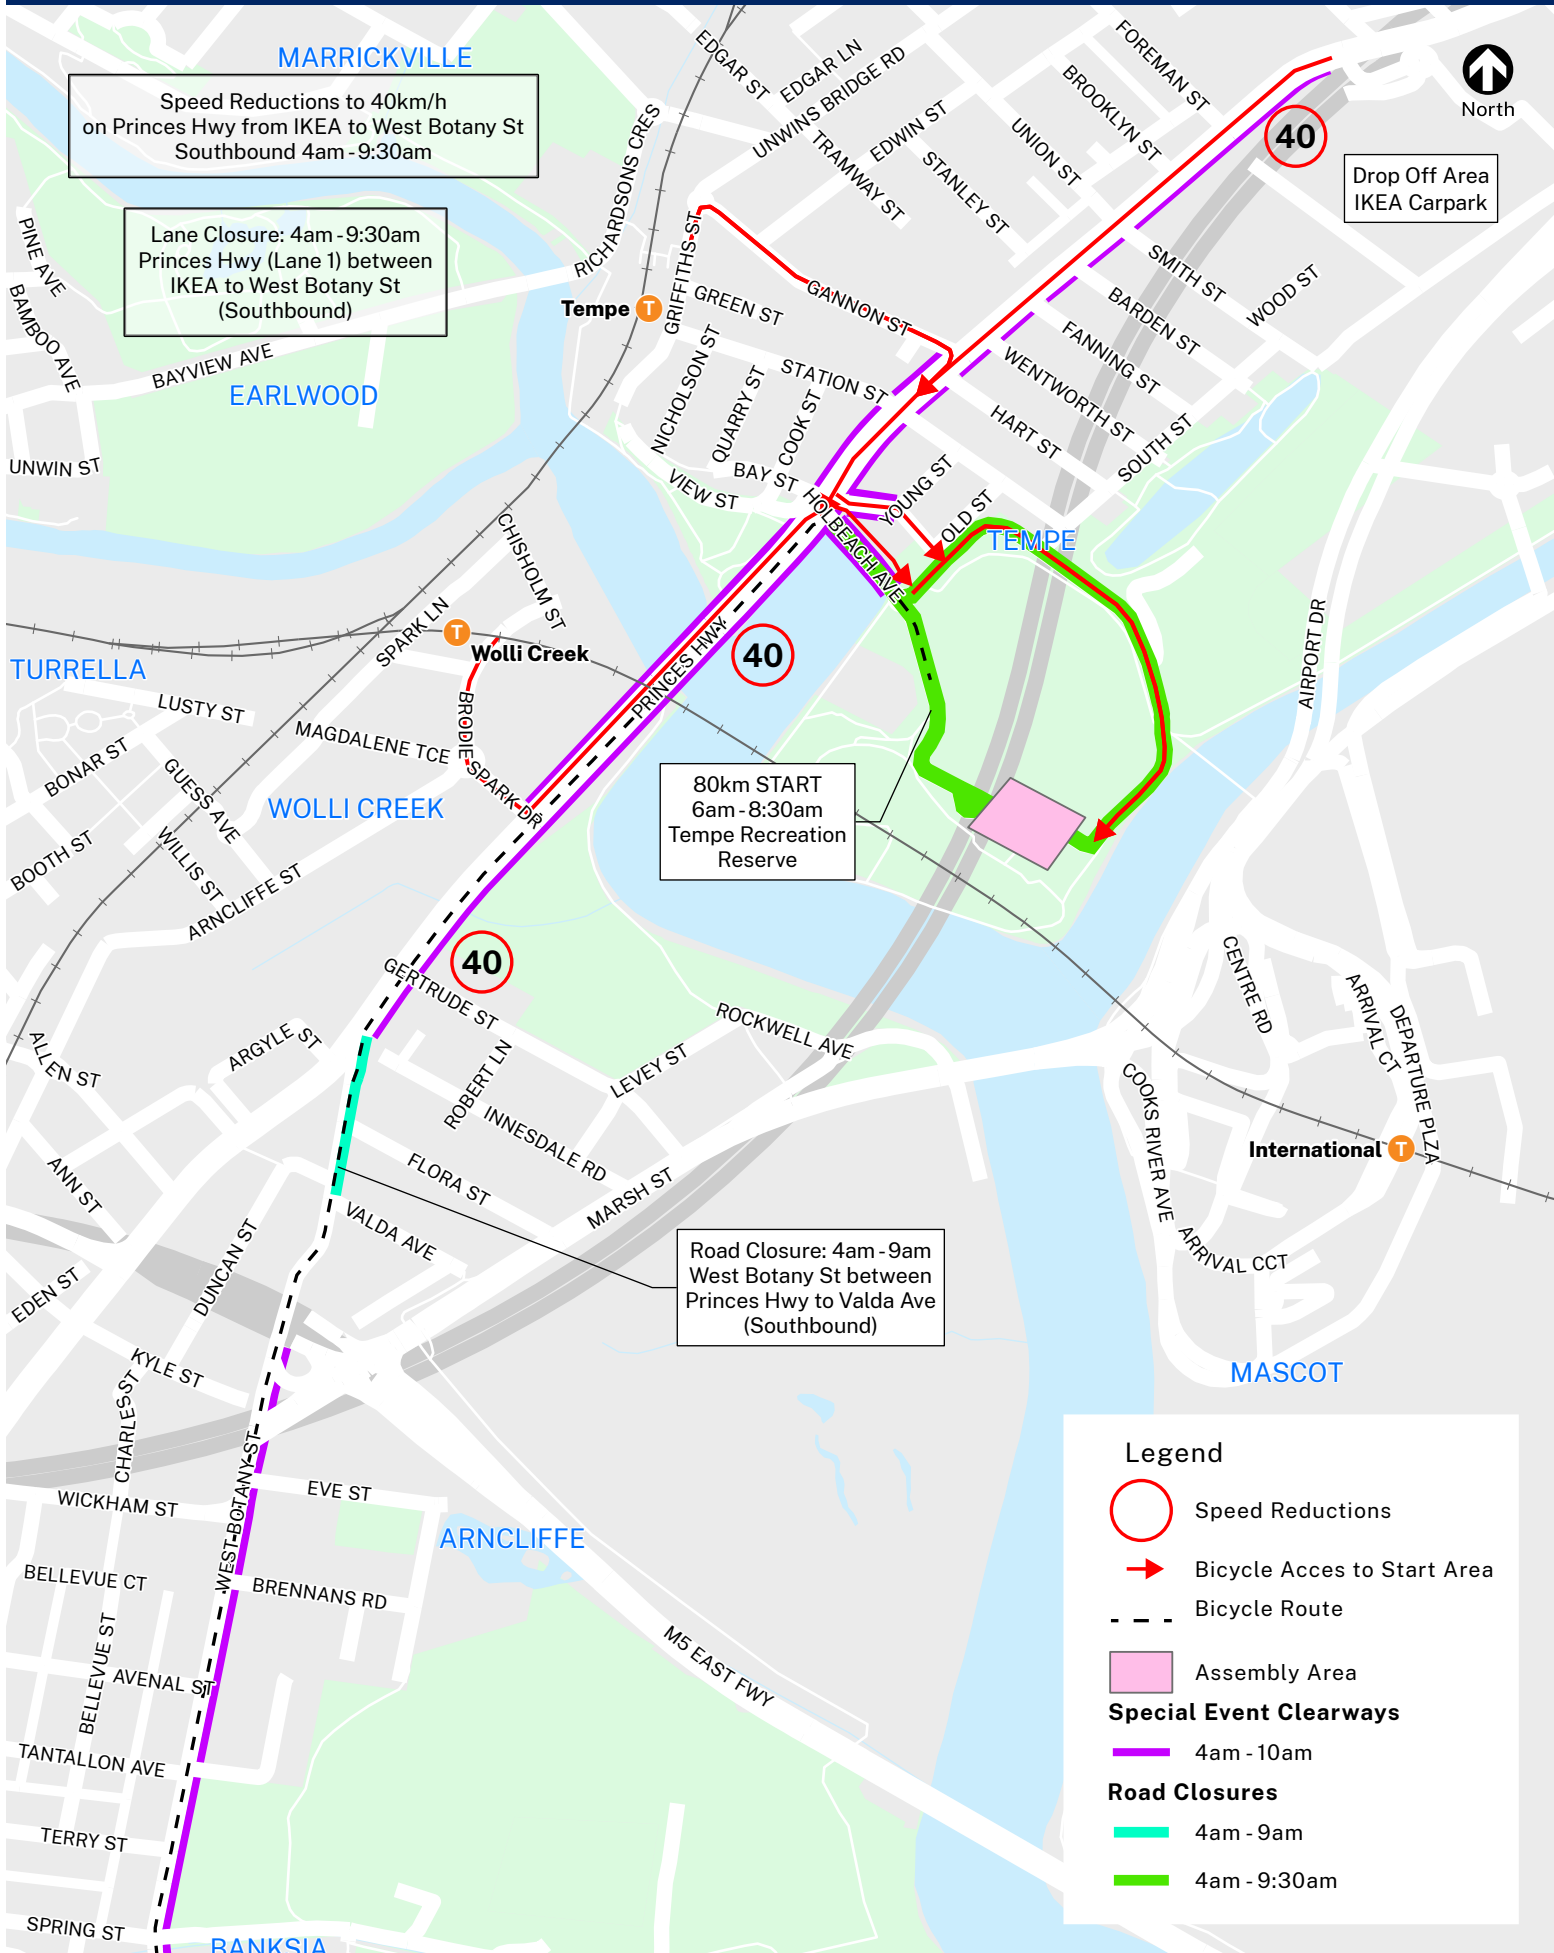 MARRICKVILLE
Speed Reductions to 40km/h
on Princes Hwy from IKEA to West Botany St
Southbound 4am - 9:30am
Lane Closure: 4am - 9:30am
Princes Hwy (Lane 1) between
IKEA to West Botany St
(Southbound)
EDGAR ST
EDGAR LN
UNWINS BRIDGE RD
FOREMAN ST
BROOKLYN ST
UNION ST
EDWIN ST
STANLEY ST
TRAMWAY ST
RICHARDSONS CRES
North
40
Drop Off Area
IKEA Carpark
PINE AVE
BAMBOO AVE
BAYVIEW AVE
EARLWOOD
UNWIN ST
Tempe
T
GRIFFITHS ST
GREEN ST
GANNON ST
NICHOLSON ST
QUARRY ST
STATION ST
COOK ST
BAY ST
VIEW ST
SMITH ST
WOOD ST
BARDEN ST
FANNING ST
WENTWORTH ST
HART ST
SOUTH ST
YOUNG ST
OLD ST
HOLBEACH AVE
TEMPE
AIRPORT DR
CHISHOLM ST
SPARK LN
T
Wolli Creek
TURRELLA
LUSTY ST
BRODIE SPARK DR
MAGDALENE TCE
PRINCES HWY
40
BONAR ST
GUESS AVE
WOLLI CREEK
WILLIS ST
BOOTH ST
ARNCLIFFE ST
80km START
6am - 8:30am
Tempe Recreation
Reserve
40
GERTRUDE ST
ROCKWELL AVE
CENTRE RD
ARRIVAL CT
DEPARTURE PLZA
ALLEN ST
ARGYLE ST
ROBERT LN
LEVEY ST
INNESDALE RD
COOKS RIVER AVE
International
T
ANN ST
FLORA ST
MARSH ST
VALDA AVE
DUNCAN ST
EDEN ST
ARRIVAL CCT
Road Closure: 4am - 9am
West Botany St between
Princes Hwy to Valda Ave
(Southbound)
KYLE ST
CHARLES ST
MASCOT
WEST BOTANY ST
WICKHAM ST
EVE ST
ARNCLIFFE
BELLEVUE CT
BRENNANS RD
BELLEVUE ST
AVENAL ST
M5 EAST FWY
TANTALLON AVE
TERRY ST
SPRING ST
BANKSIA
Legend
Speed Reductions
Bicycle Acces to Start Area
Bicycle Route
Assembly Area
Special Event Clearways
4am - 10am
Road Closures
4am - 9am
4am - 9:30am